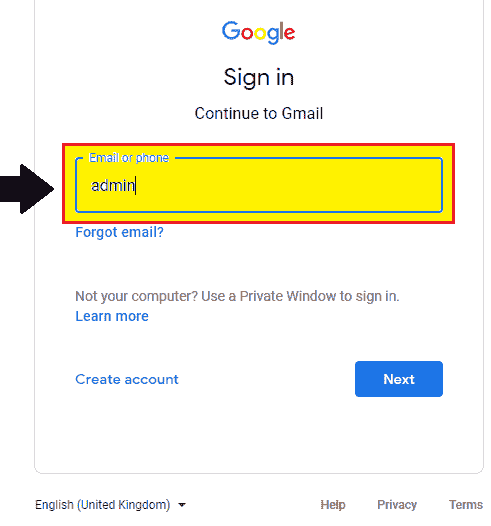 Google
Sign in
Continue to Gmail
Email or phone
admin
Forgot email?
Not your computer? Use a Private Window to sign in.
Learn more
Create account
Next
English (United Kingdom)
Help
Privacy
Terms